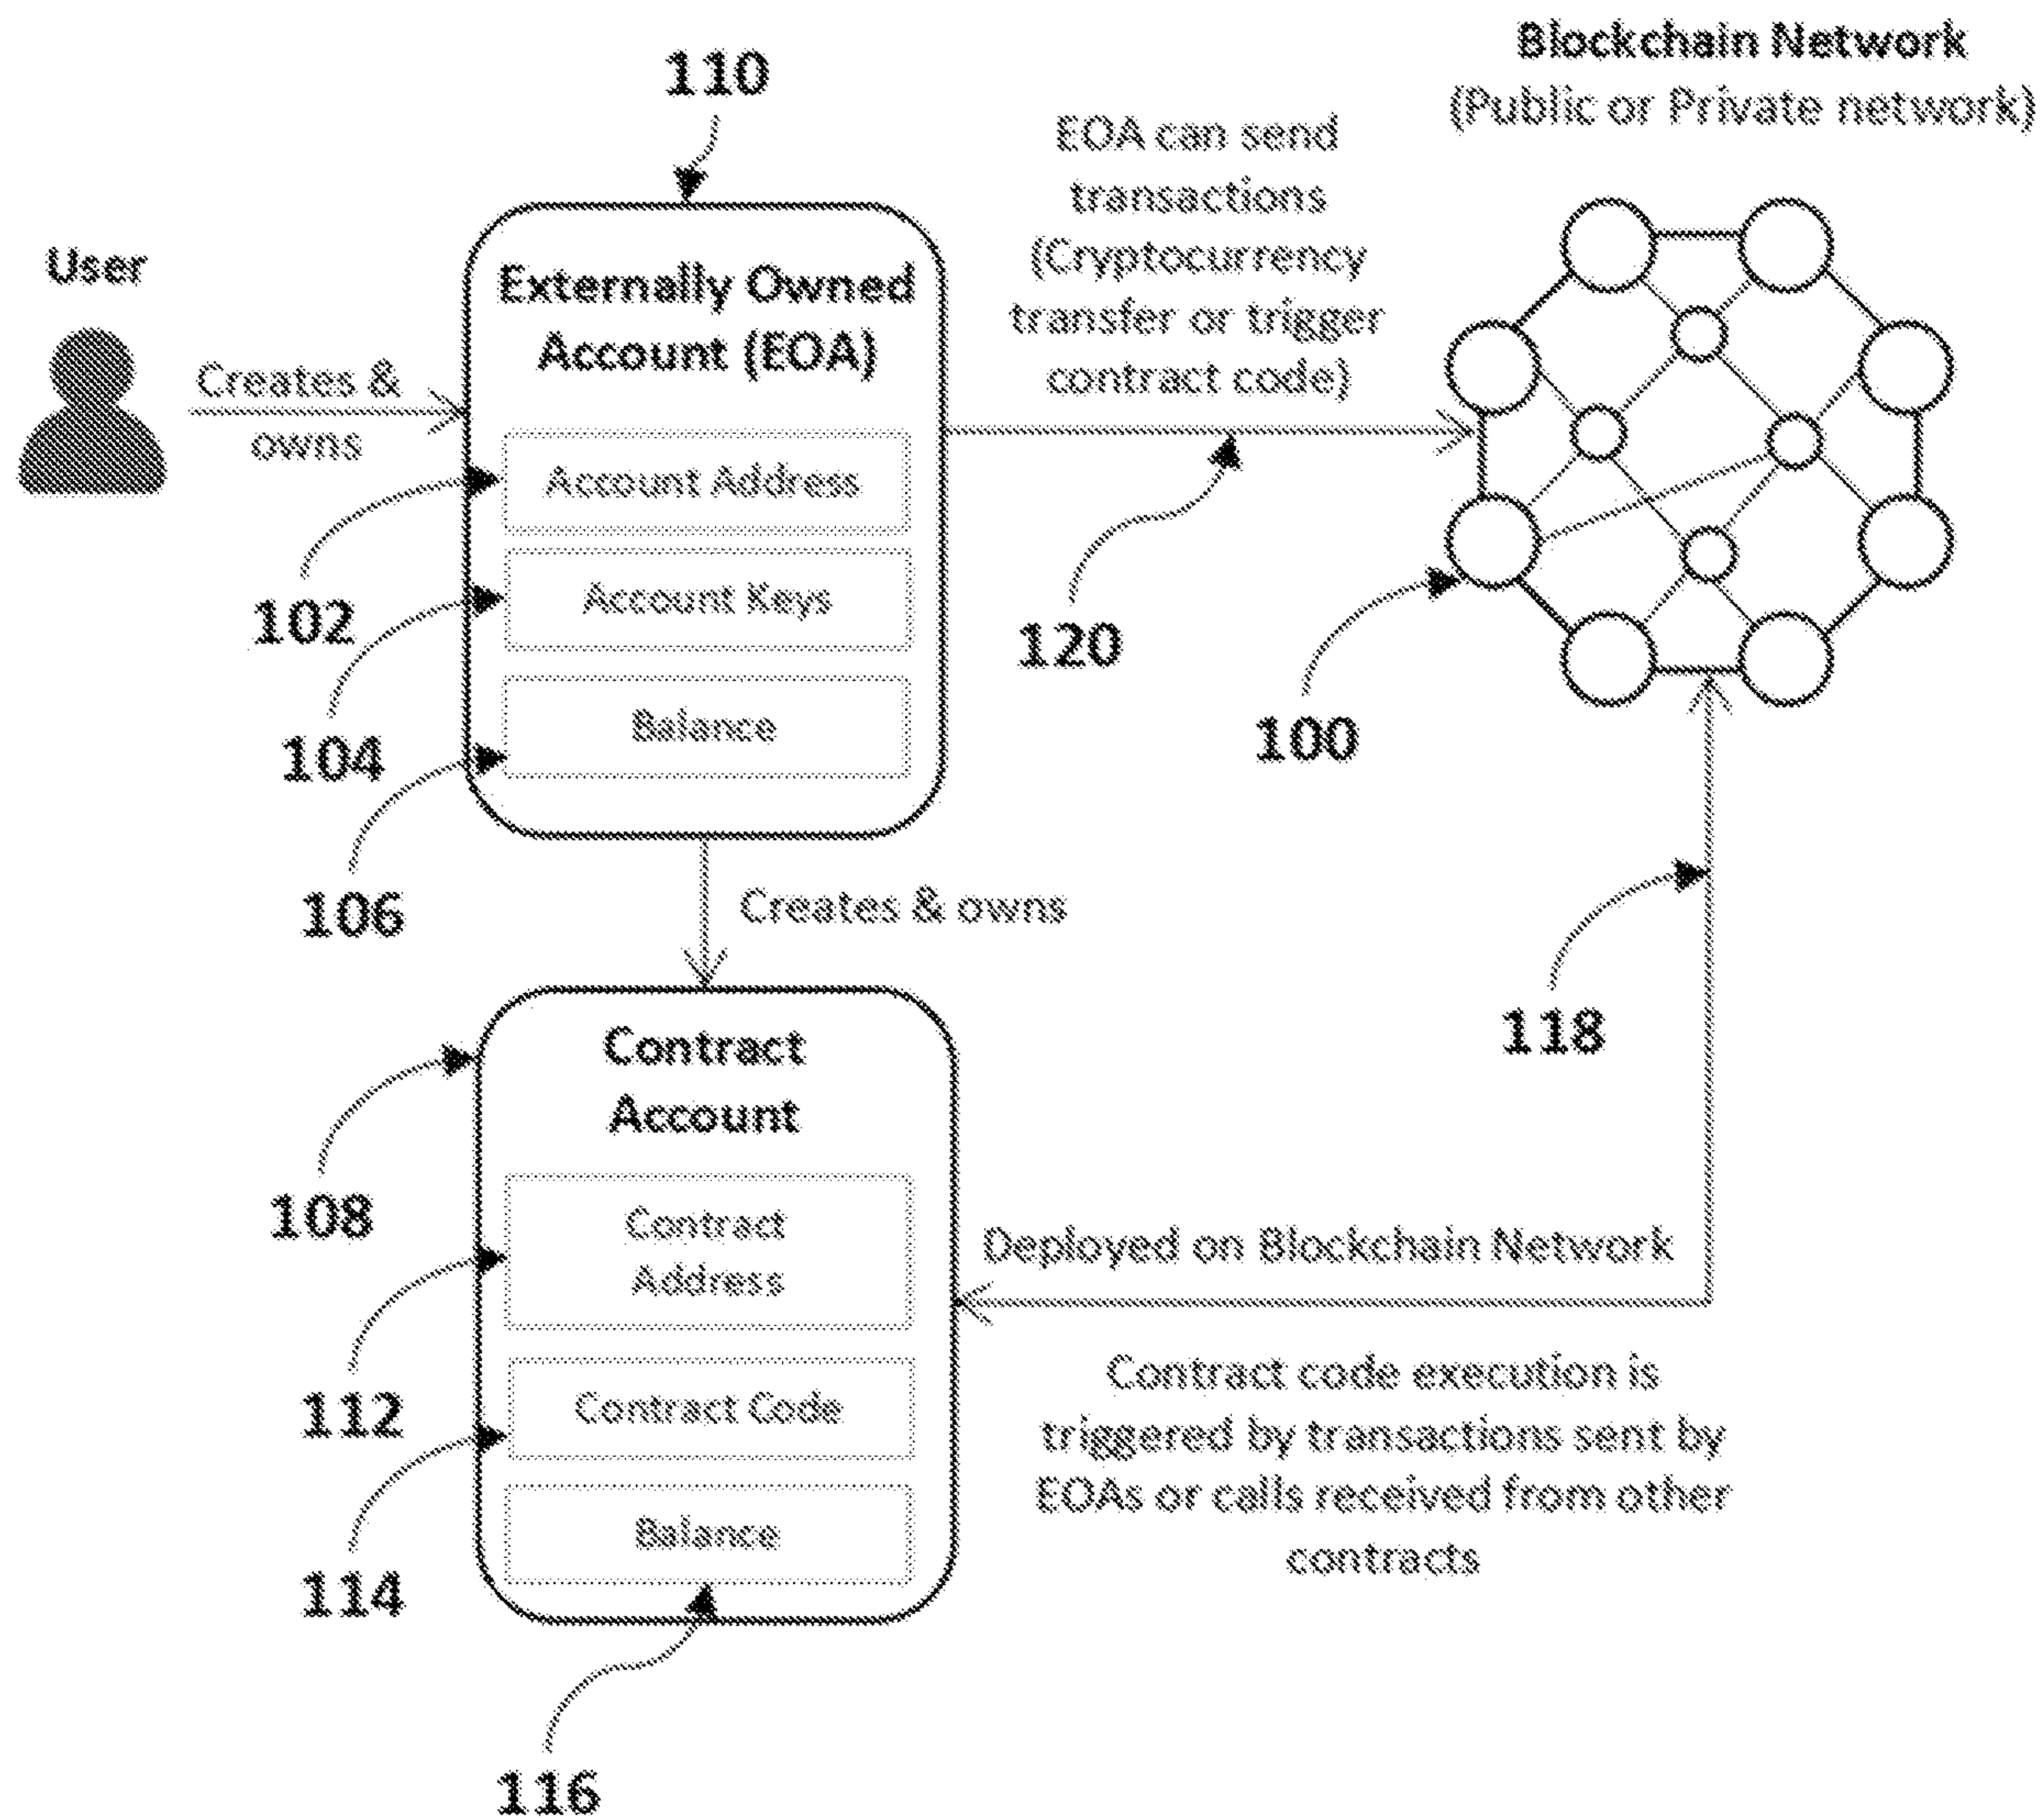 110
Blockchain Network
(Public or Private network)
EOA can send
transactions
(Cryptocurrency
transfer or trigger
contract code)
User
Creates &
owns
Externally Owned
Account (EOA)
Account Address
Account Keys
Balance
102
104
106
120
100
Creates & owns
118
Contract
Account
108
Contract
Address
Contract Code
Balance
112
114
116
Deployed on Blockchain Network
Contract code execution is
triggered by transactions sent by
EOAs or calls received from other
contracts